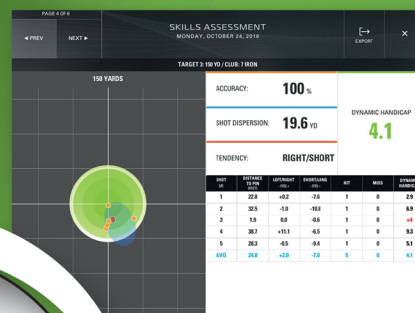 PAGE 4 OF 6
◄ PREV
NEXT ►
SKILLS ASSESSMENT
MONDAY, OCTOBER 24, 2018
EXPORT
×
TARGET 3: 150 YD / CLUB: 7 IRON
150 YARDS
ACCURACY: 100 %
SHOT DISPERSION: 19.6 YD
TENDENCY: RIGHT/SHORT
DYNAMIC HANDICAP
4.1
SHOT DISTANCE TO PIN LEFT/RIGHT SHORT/LONG HIT MISS DYNAMIC
1 22.8 +0.2 -7.6 1 0 2.9
2 32.5 -1.0 -10.8 1 0 6.9
3 1.9 0.0 -0.6 1 0 +4
4 38.7 +11.1 -6.5 1 0 9.3
5 28.3 -0.5 -9.4 1 0 5.1
AVG 24.8 +2.0 -7.0 5 0 4.1